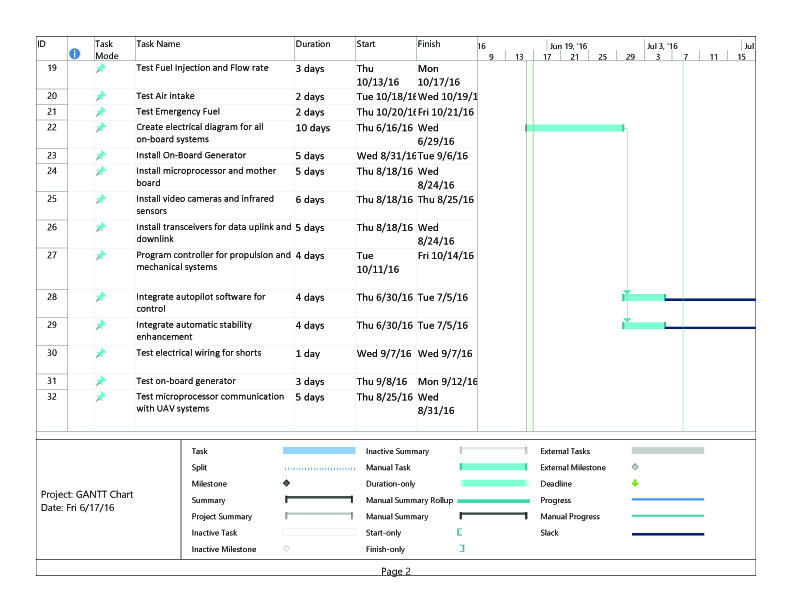 ID Task Mode Task Name Duration Start Finish
16 Jun 19, '16 Jul 3, '16 Jul
9 13 17 21 25 29 3 7 11 15
19 Test Fuel Injection and Flow rate 3 days Thu 10/13/16 Mon 10/17/16
20 Test Air intake 2 days Tue 10/18/16 Wed 10/19/1
21 Test Emergency Fuel 2 days Thu 10/20/16 Fri 10/21/16
22 Create electrical diagram for all on-board systems 10 days Thu 6/16/16 Wed 6/29/16
23 Install On-Board Generator 5 days Wed 8/31/16 Tue 9/6/16
24 Install microprocessor and mother board 5 days Thu 8/18/16 Wed 8/24/16
25 Install video cameras and infrared sensors 6 days Thu 8/18/16 Thu 8/25/16
26 Install transceivers for data uplink and downlink 5 days Thu 8/18/16 Wed 8/24/16
27 Program controller for propulsion and mechanical systems 4 days Tue 10/11/16 Fri 10/14/16
28 Integrate autopilot software for control 4 days Thu 6/30/16 Tue 7/5/16
29 Integrate automatic stability enhancement 4 days Thu 6/30/16 Tue 7/5/16
30 Test electrical wiring for shorts 1 day Wed 9/7/16 Wed 9/7/16
31 Test on-board generator 3 days Thu 9/8/16 Mon 9/12/16
32 Test microprocessor communication with UAV systems 5 days Thu 8/25/16 Wed 8/31/16
Project: GANTT Chart
Date: Fri 6/17/16
Task
Split
Milestone
Summary
Project Summary
Inactive Task
Inactive Milestone
Inactive Summary
Manual Task
Duration-only
Manual Summary Rollup
Manual Summary
Start-only
Finish-only
External Tasks
External Milestone
Deadline
Progress
Manual Progress
Slack
Page 2